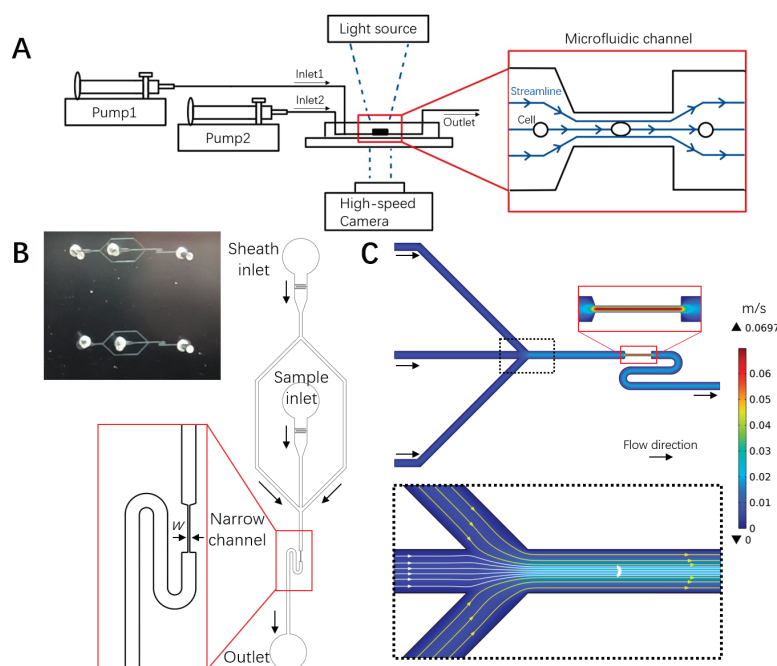 A
Light source
Microfluidic channel
Pump1
Inlet1
Pump2
Inlet2
Outlet
High-speed
Camera
Streamline
Cell
B
Sheath
inlet
Sample
inlet
W
Narrow
channel
Outlet
C
m/s
▲ 0.0697
0.06
0.05
0.04
0.03
0.02
0.01
0
▼ 0
Flow direction